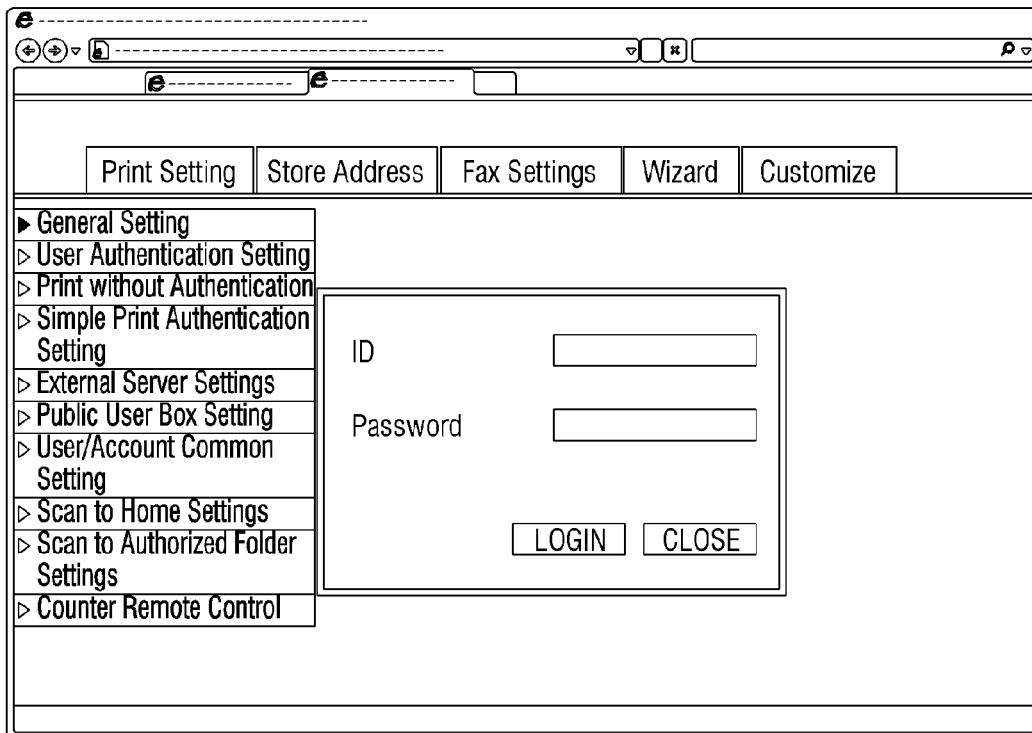 Print Setting
Store Address
Fax Settings
Wizard
Customize
General Setting
User Authentication Setting
Print without Authentication
Simple Print Authentication
Setting
External Server Settings
Public User Box Setting
User/Account Common
Setting
Scan to Home Settings
Scan to Authorized Folder
Settings
Counter Remote Control
ID
Password
LOGIN
CLOSE